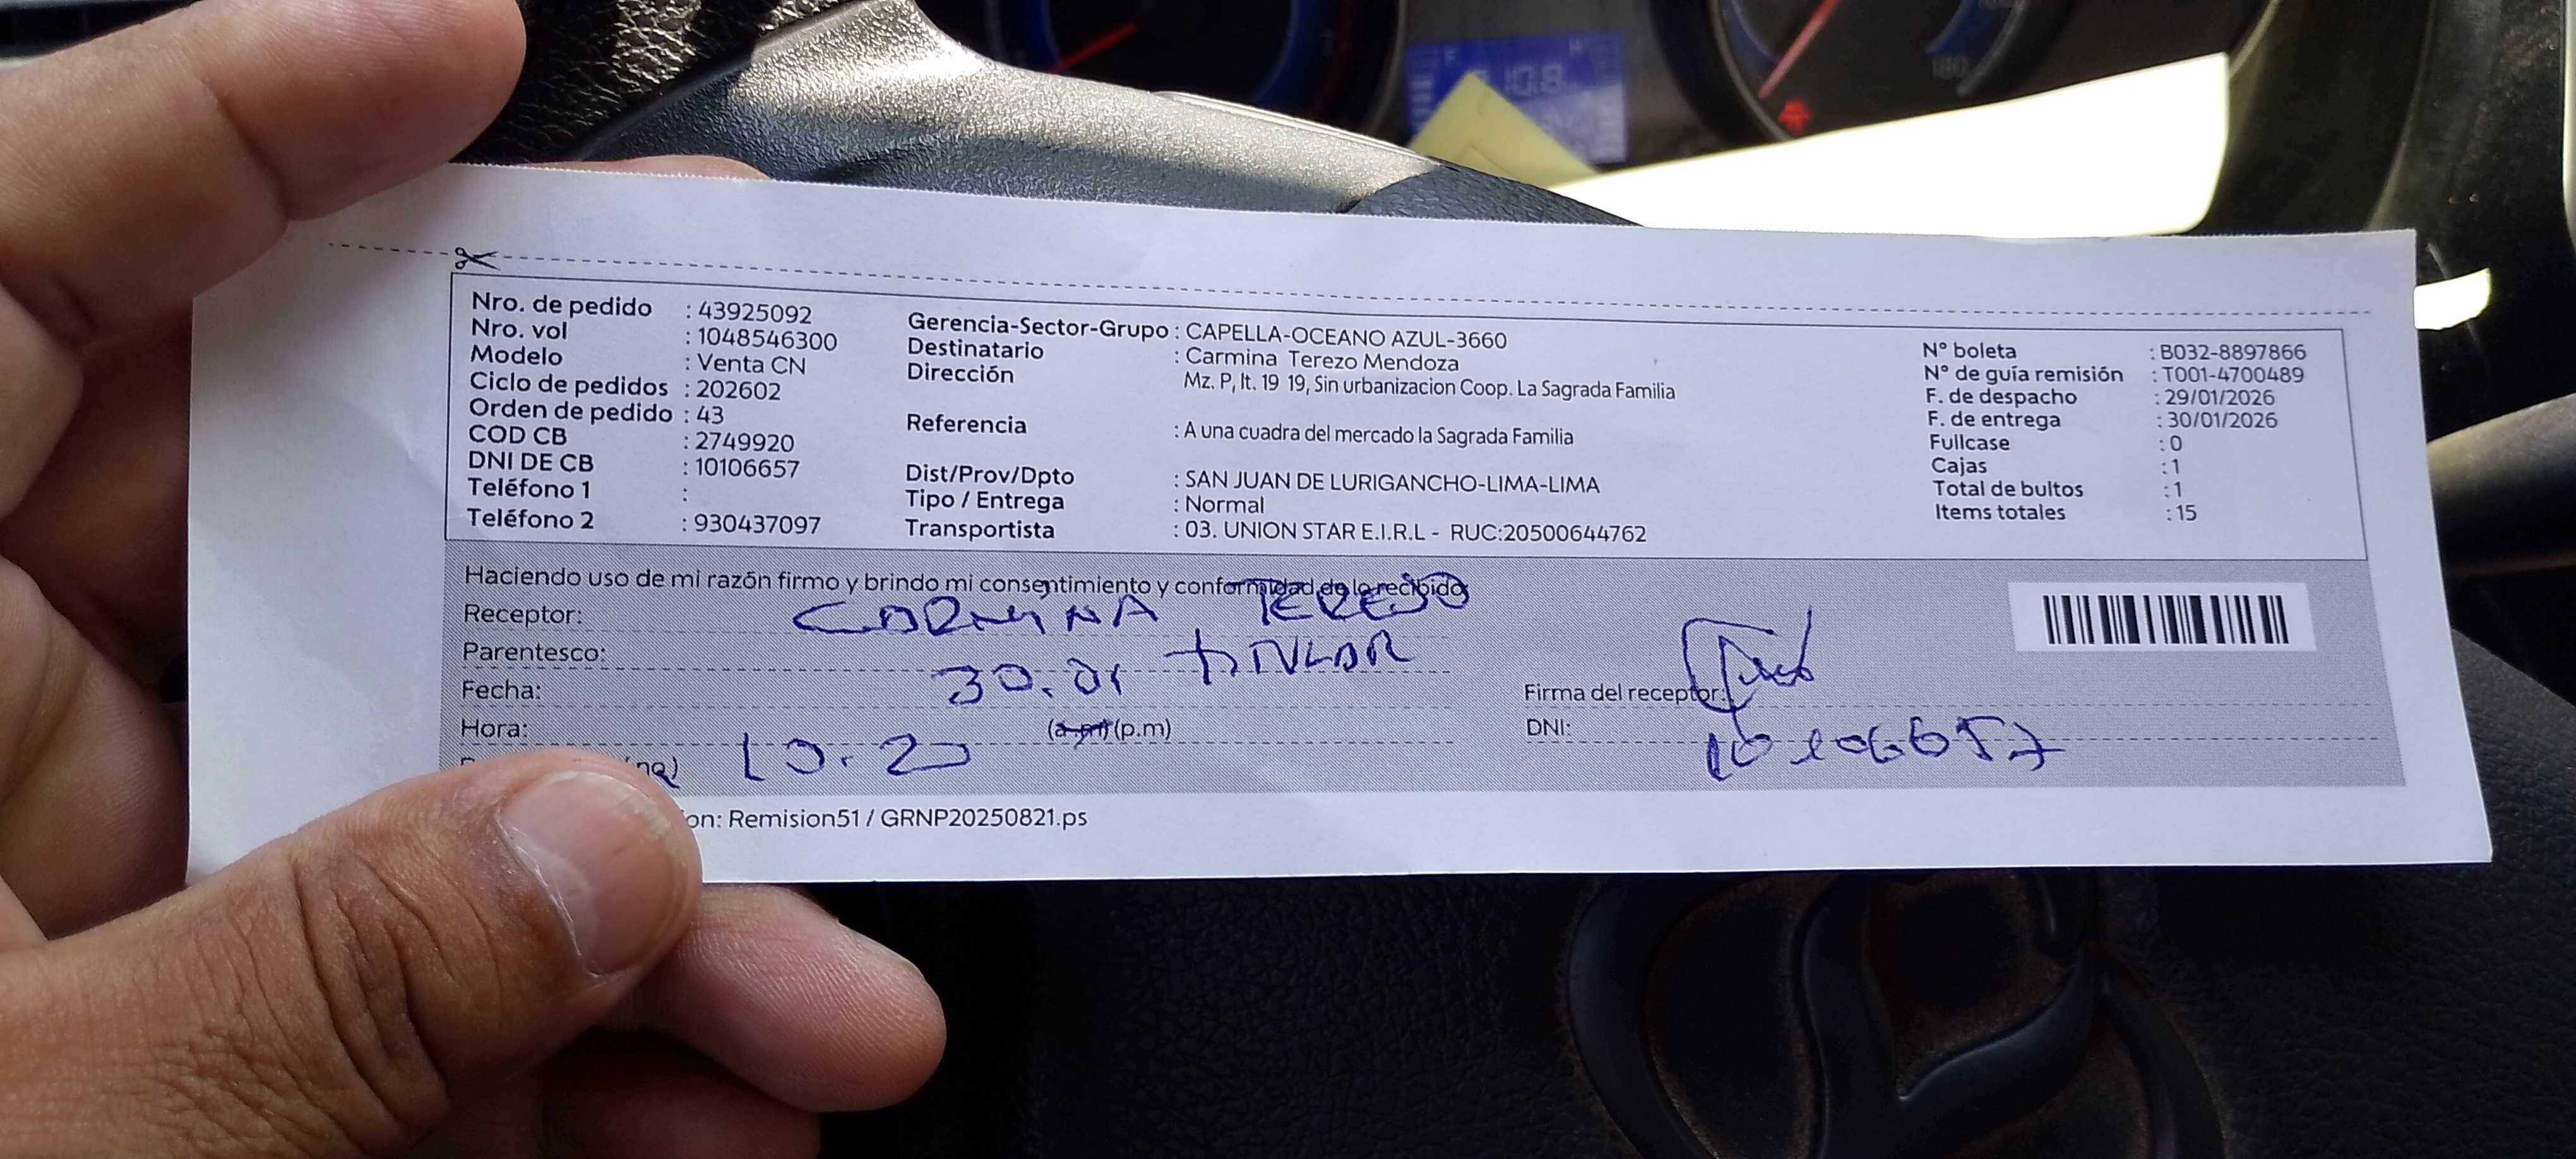 10.8
180
Nro. de pedido : 43925092
Nro. vol : 1048546300
Modelo : Venta CN
Ciclo de pedidos : 202602
Orden de pedido : 43
COD CB : 2749920
DNI DE CB : 10106657
Teléfono 1 :
Teléfono 2 : 930437097
Gerencia-Sector-Grupo : CAPELLA-OCEANO AZUL-3660
Destinatario : Carmina Terezo Mendoza
Dirección Mz. P, lt. 19 19, Sin urbanizacion Coop. La Sagrada Familia
Referencia : A una cuadra del mercado la Sagrada Familia
Dist/Prov/Dpto : SAN JUAN DE LURIGANCHO-LIMA-LIMA
Tipo / Entrega : Normal
Transportista : 03. UNION STAR E.I.R.L - RUC:20500644762
N° boleta : B032-8897866
N° de guía remisión : T001-4700489
F. de despacho : 29/01/2026
F. de entrega : 30/01/2026
Fullcase : 0
Cajas : 1
Total de bultos : 1
Items totales : 15
Haciendo uso de mi razón firmo y brindo mi consentimiento y conformidad de lo recibido
Receptor: CARMINA TEREJO
Parentesco: TITULAR
Fecha: 30.01
Hora: 10.20 (a.m) (p.m)
Firma del receptor:
DNI: 10106657
on: Remision51 / GRNP20250821.ps